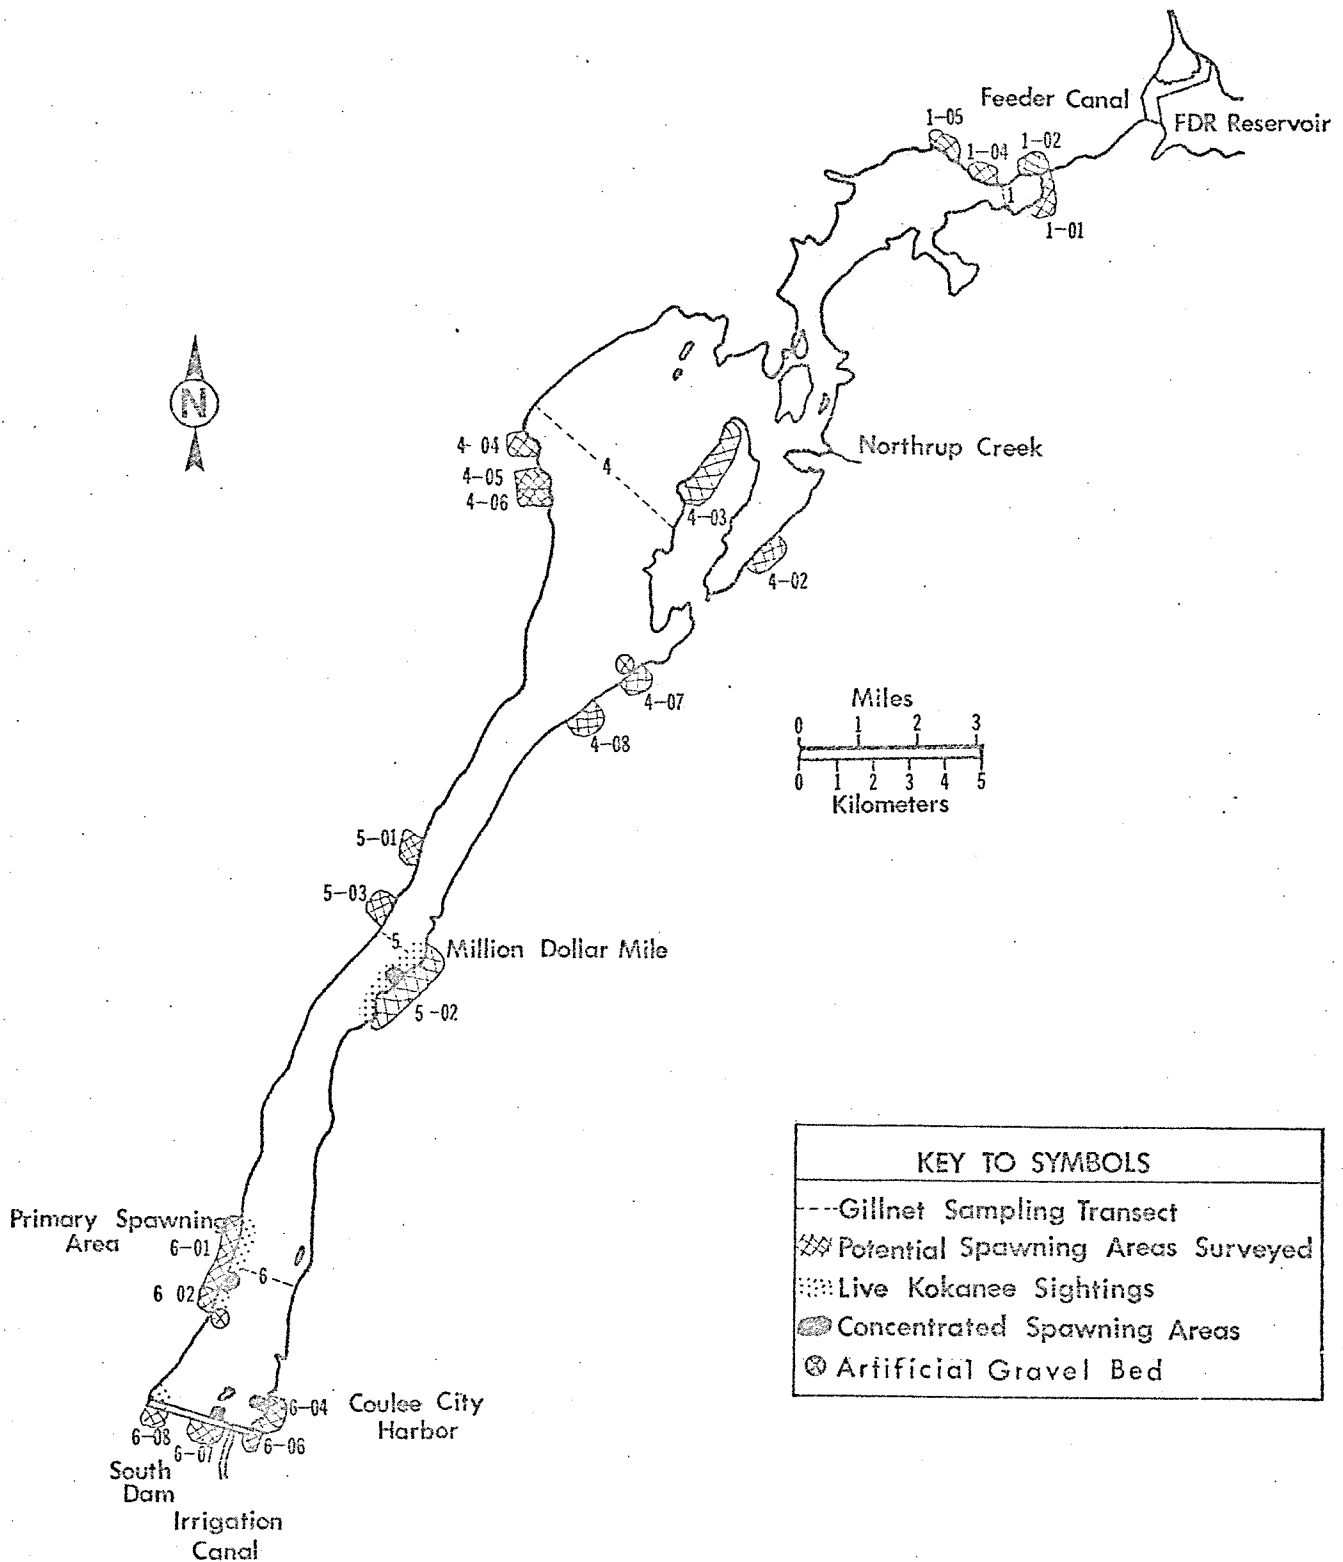 Feeder Canal
FDR Reservoir
1-05
1-04
1-02
1
1-01
N
4- 04
4-05
4-06
4
4-03
Northrup Creek
4-02
4-07
4-08
Miles
0 1 2 3
0 1 2 3 4 5
Kilometers
5-01
5-03
5
Million Dollar Mile
5-02
Primary Spawning
Area
6-01
6 02
6
6-04
Coulee City
Harbor
6-08
6-07
6-06
South
Dam
Irrigation
Canal
KEY TO SYMBOLS
Gillnet Sampling Transect
Potential Spawning Areas Surveyed
Live Kokanee Sightings
Concentrated Spawning Areas
Artificial Gravel Bed